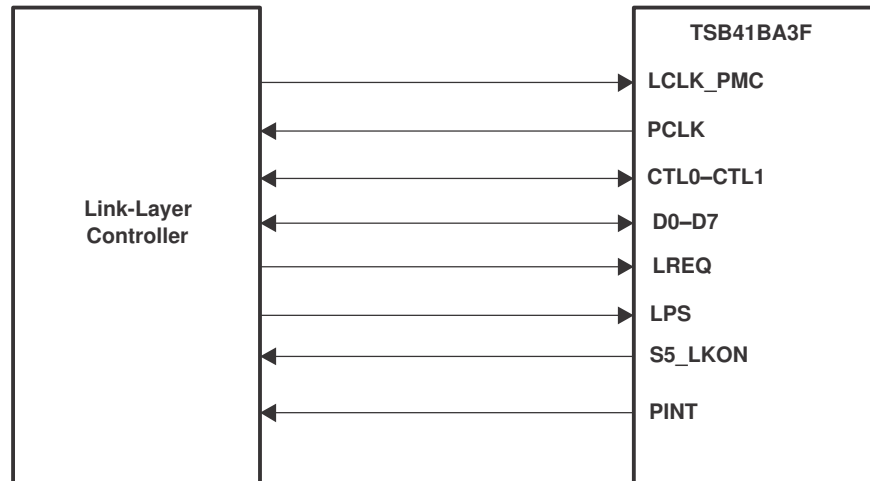 TSB41BA3F
LCLK_PMC
PCLK
CTL0–CTL1
Link-Layer
Controller
D0–D7
LREQ
LPS
S5_LKON
PINT